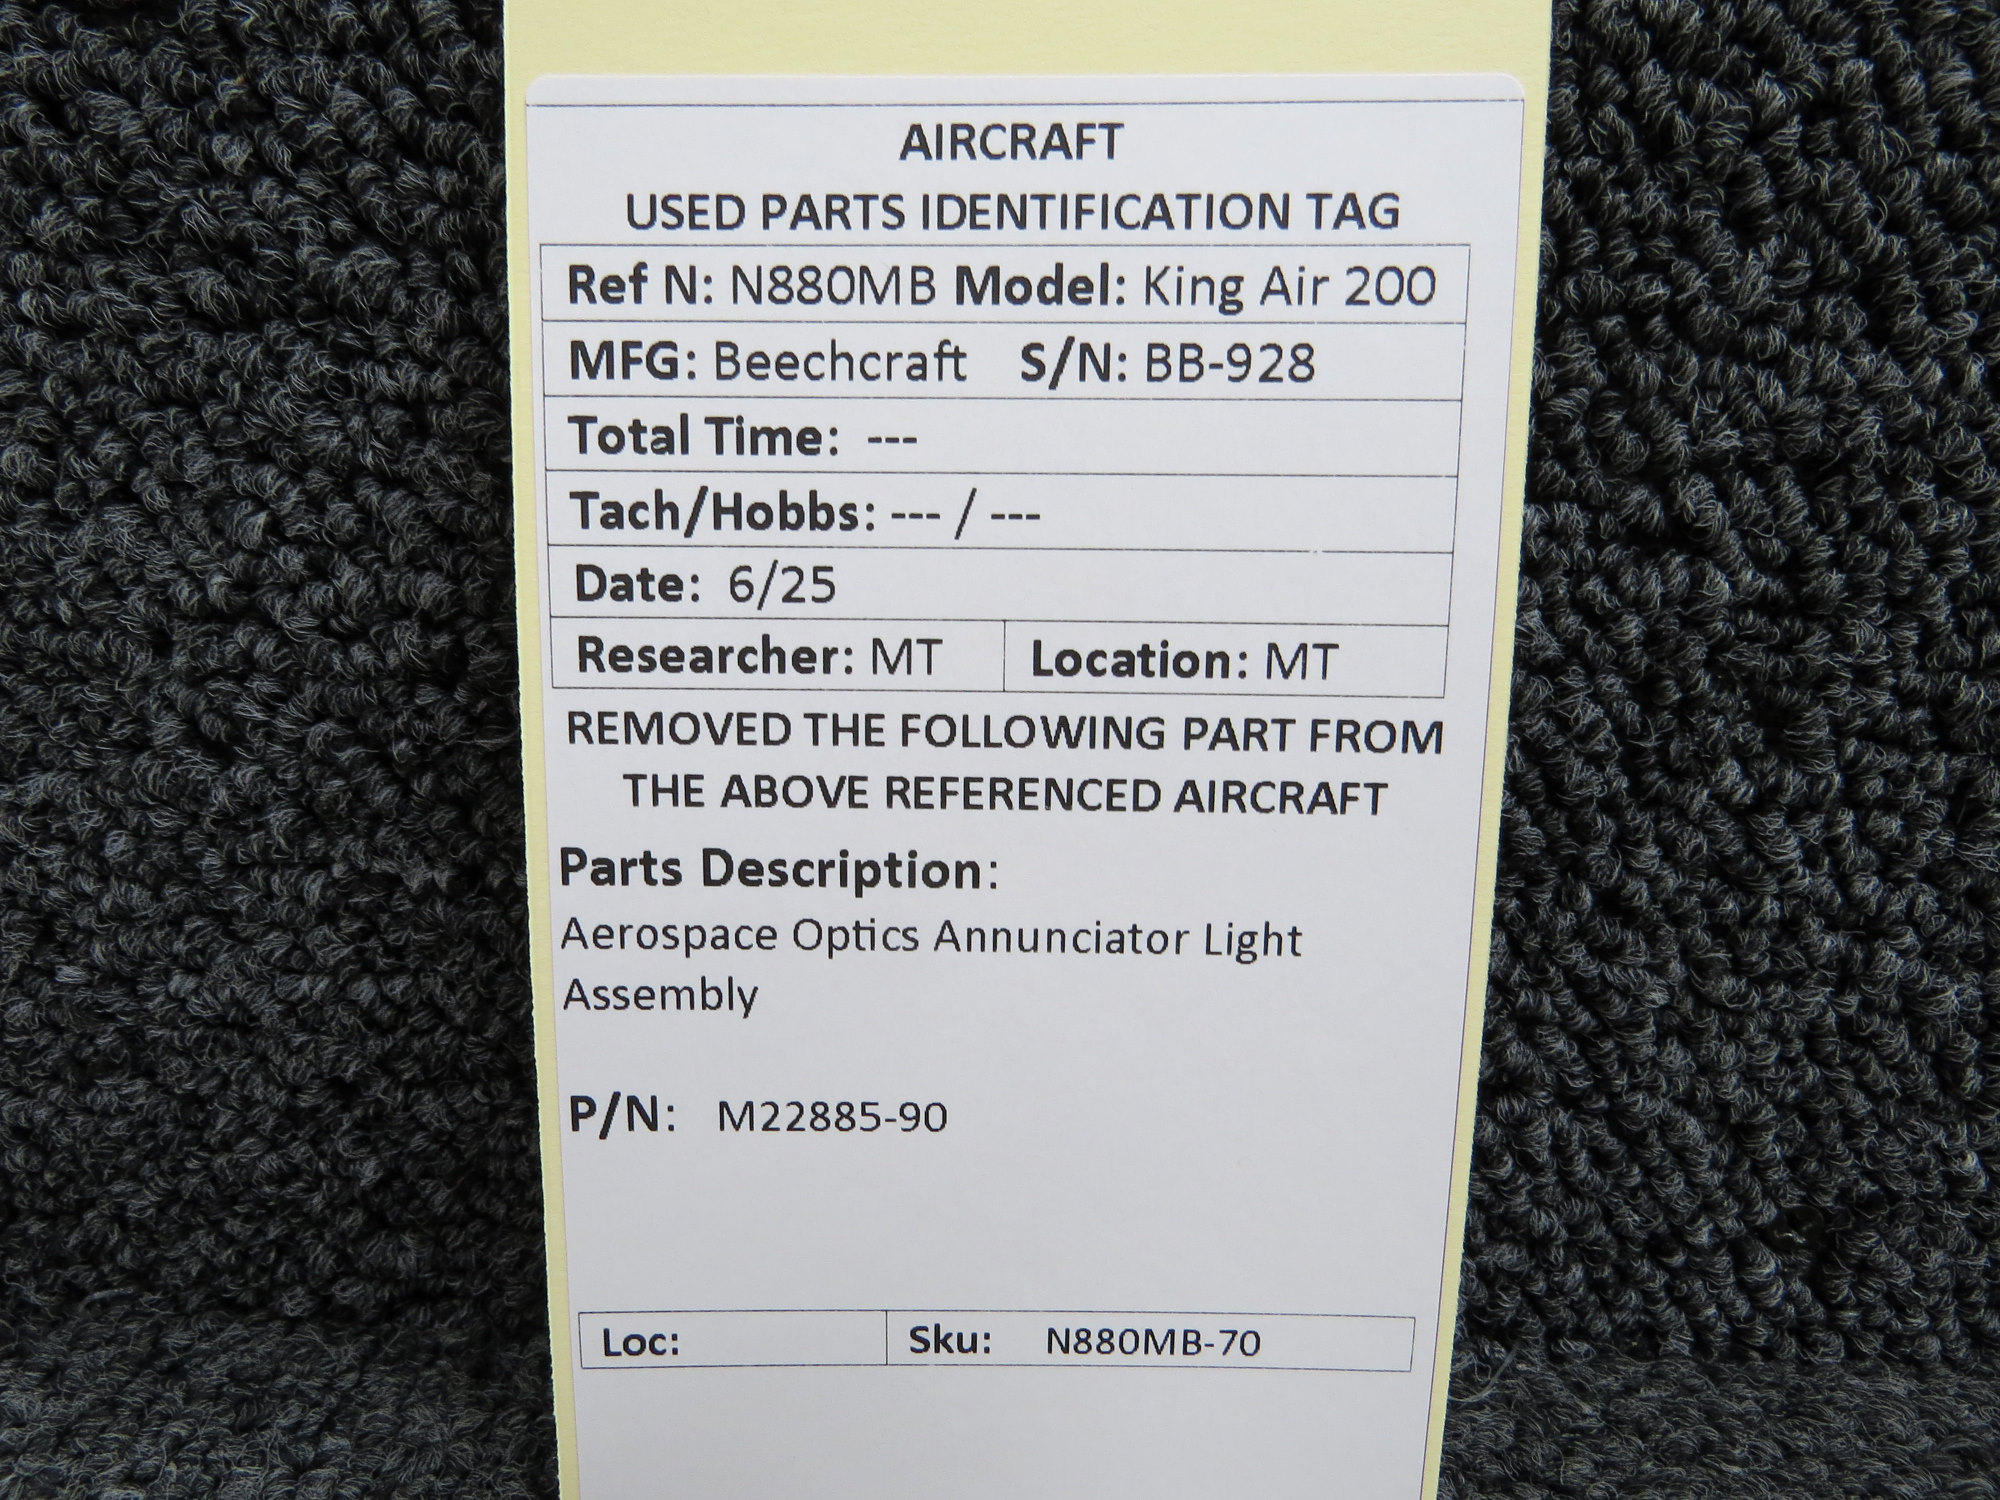 AIRCRAFT
USED PARTS IDENTIFICATION TAG
Ref N: N880MB Model: King Air 200
MFG: Beechcraft S/N: BB-928
Total Time: ---
Tach/Hobbs: --- / ---
Date: 6/25
Researcher: MT Location: MT
REMOVED THE FOLLOWING PART FROM
THE ABOVE REFERENCED AIRCRAFT
Parts Description:
Aerospace Optics Annunciator Light
Assembly
P/N: M22885-90
Loc: Sku: N880MB-70